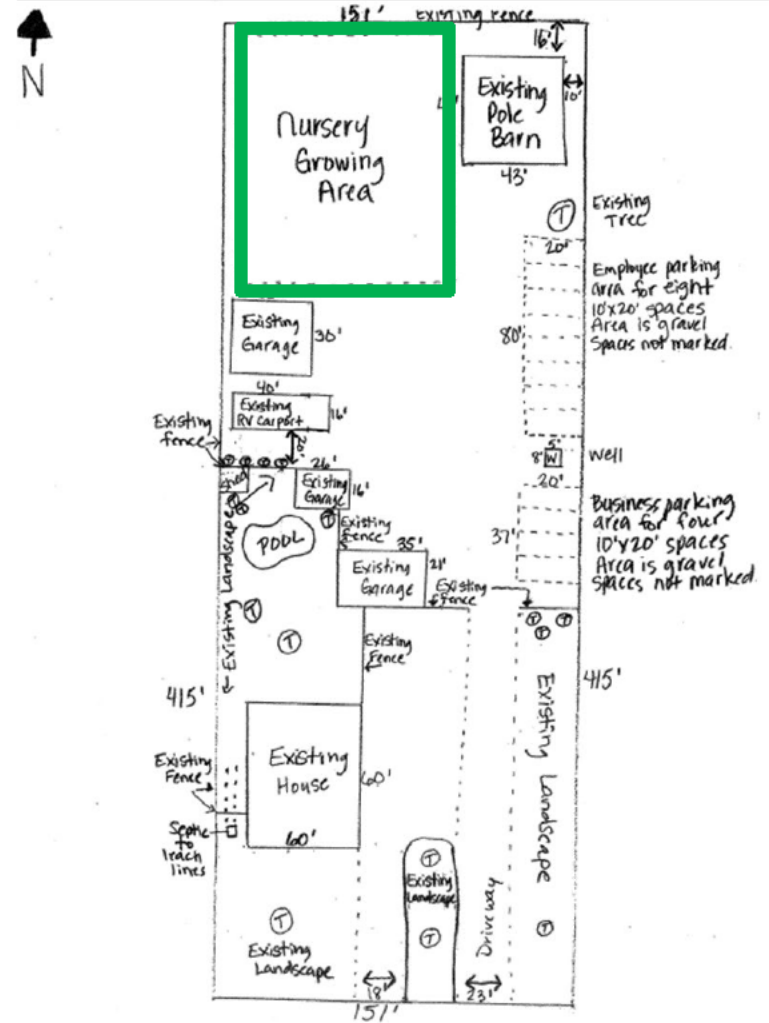 151'
Existing Fence
N
16'
10'
Existing
Pole
Barn
43'
Nursery
Growing
Area
T
Existing
Tree
20'
Employee parking
area for eight
10'x20' spaces
Area is gravel
Spaces not marked.
80'
Existing
Garage
30'
40'
Existing
RV Carport
16'
Existing
fence
20'
T T T T
Shed
26'
Existing
Garage
16'
5'
8' W
Well
20'
Business parking
area for four
10'x20' spaces
Area is gravel
Spaces not marked.
37'
T
T
T
POOL
Existing
Fence
35'
Existing
Garage
21'
Existing
Fence
Existing Landscape
T
T
T T
T
Existing
Fence
415'
415'
Existing Landscape
Existing
House
60'
60'
Existing
Fence
Septic
to
leach
lines
T
Existing
Landscape
T
Driveway
T
T
Existing
Landscape
18'
23'
151'